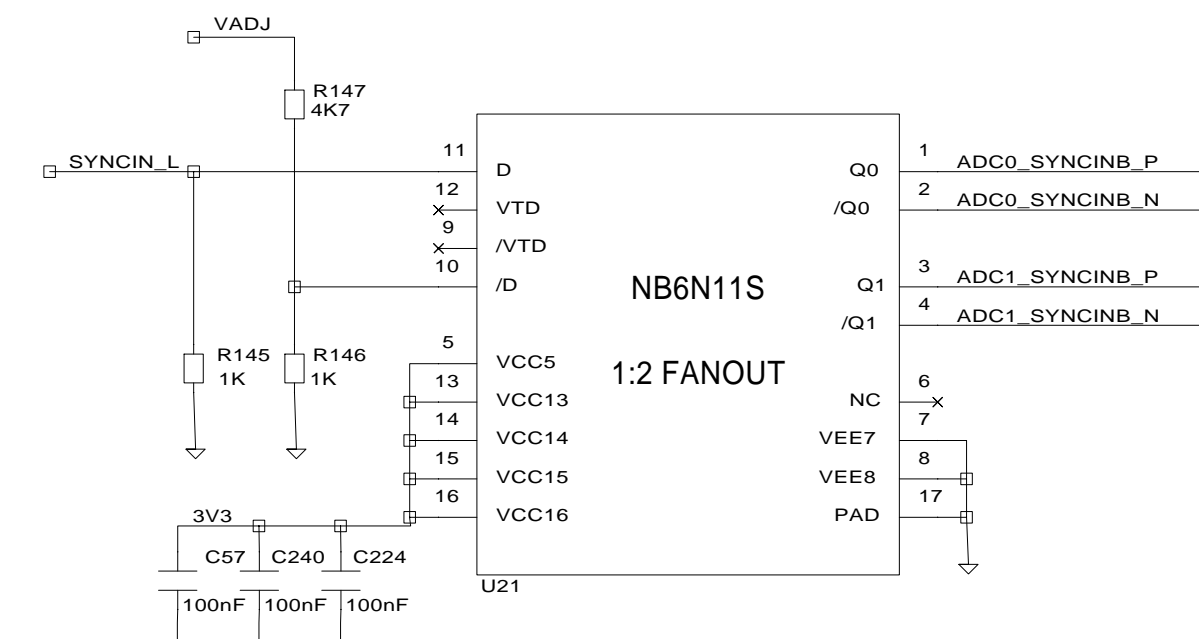 VADJ
R147
4K7
SYNCIN_L
11
D
12
VTD
9
/VTD
10
/D
R145
1K
R146
1K
5
VCC5
13
VCC13
14
VCC14
15
VCC15
16
VCC16
3V3
C57
C240
C224
100nF
100nF
100nF
NB6N11S
1:2 FANOUT
U21
Q0
1
ADC0_SYNCINB_P
/Q0
2
ADC0_SYNCINB_N
Q1
3
ADC1_SYNCINB_P
/Q1
4
ADC1_SYNCINB_N
NC
6
VEE7
7
VEE8
8
PAD
17